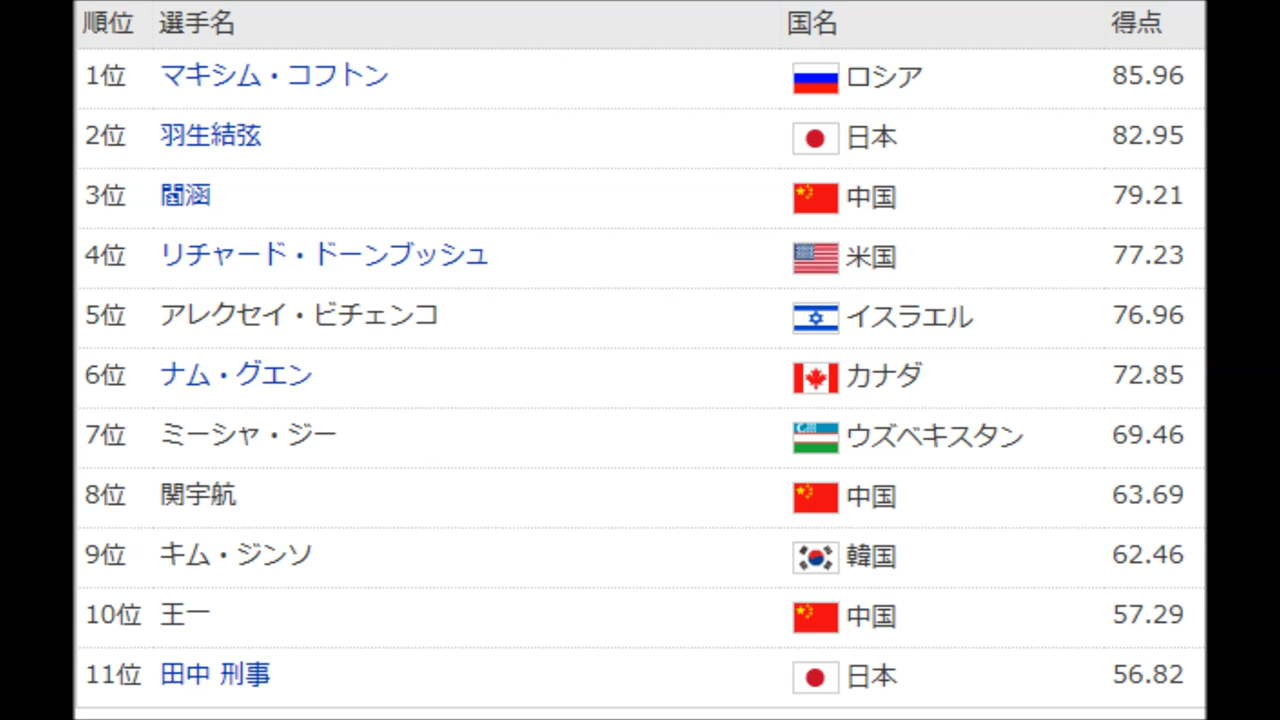 順位 選手名 国名 得点
1位 マキシム・コフトン ロシア 85.96
2位 羽生結弦 日本 82.95
3位 閻涵 中国 79.21
4位 リチャード・ドーンブッシュ 米国 77.23
5位 アレクセイ・ビチェンコ イスラエル 76.96
6位 ナム・グエン カナダ 72.85
7位 ミーシャ・ジー ウズベキスタン 69.46
8位 関宇航 中国 63.69
9位 キム・ジンソ 韓国 62.46
10位 王一 中国 57.29
11位 田中 刑事 日本 56.82